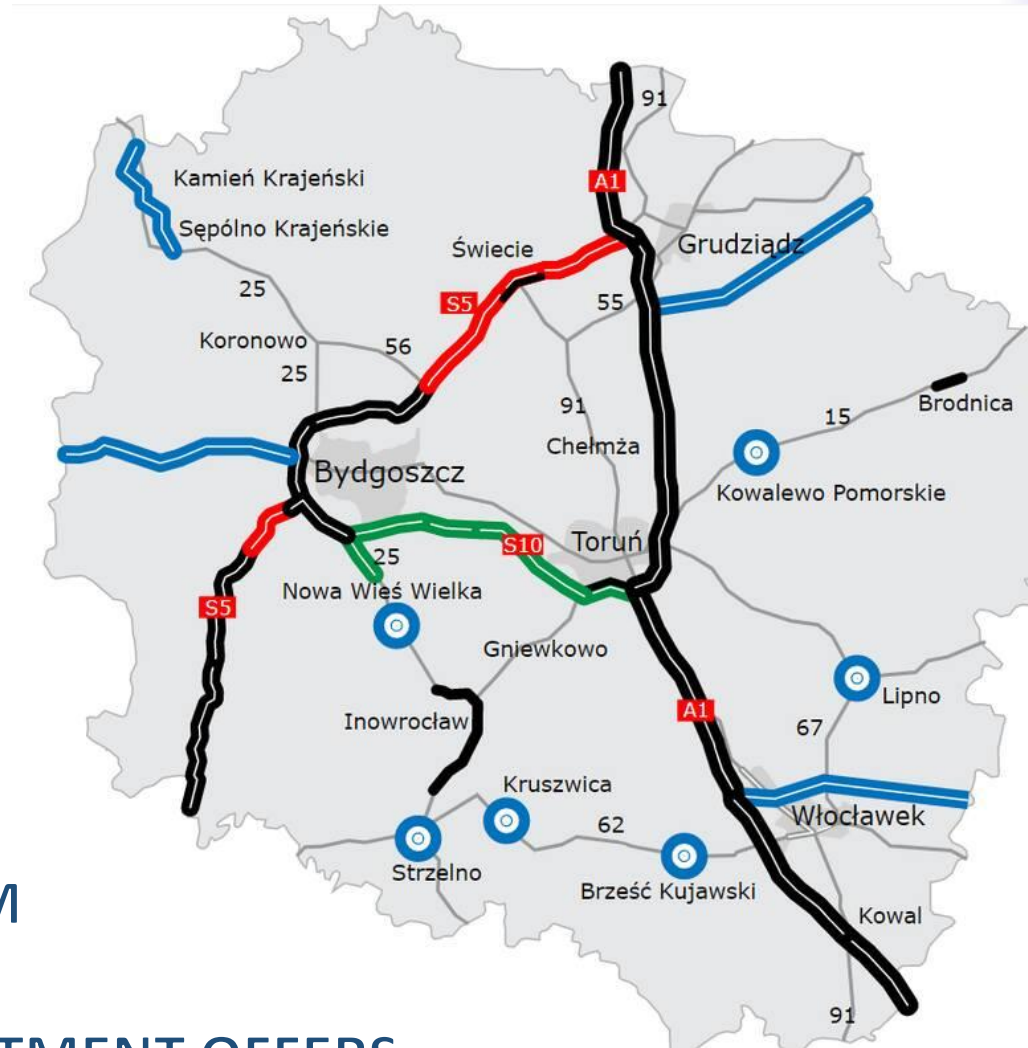 91
A1
Kamień Krajeński
Sępólno Krajeńskie
Świecie
Grudziądz
25
S5
55
Koronowo
56
25
91
Brodnica
15
Chełmża
Bydgoszcz
Kowalewo Pomorskie
S10
Toruń
25
Nowa Wieś Wielka
S5
Gniewkowo
Lipno
A1
Inowrocław
67
Kruszwica
Włocławek
62
Strzelno
Brześć Kujawski
M
Kowal
91
TMENT OFFERS